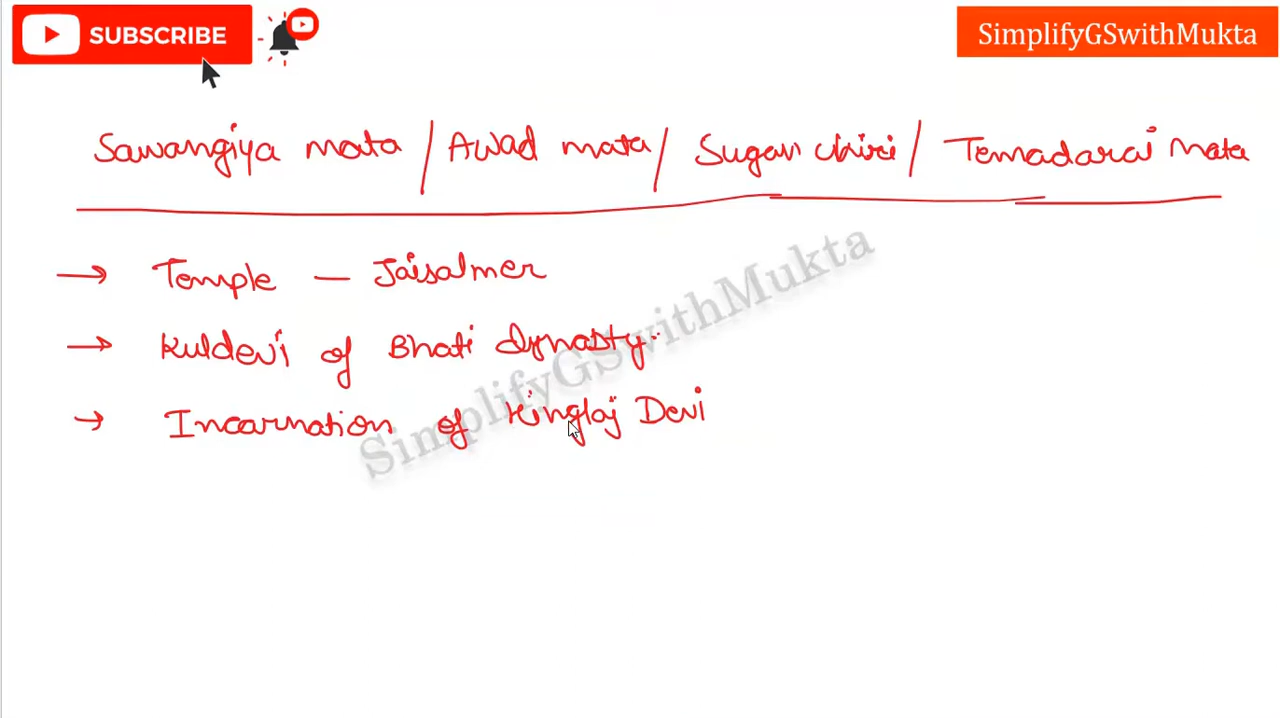 SUBSCRIBE
SimplifyGSwithMukta
Sawangiya mata / Awad mata / Sugan chiri / Temadarai Mata
→ Temple — Jaisalmer
→ Kuldevi of Bhati dynasty.
→ Incarnation of Hinglaj Devi
SimplifyGSwithMukta